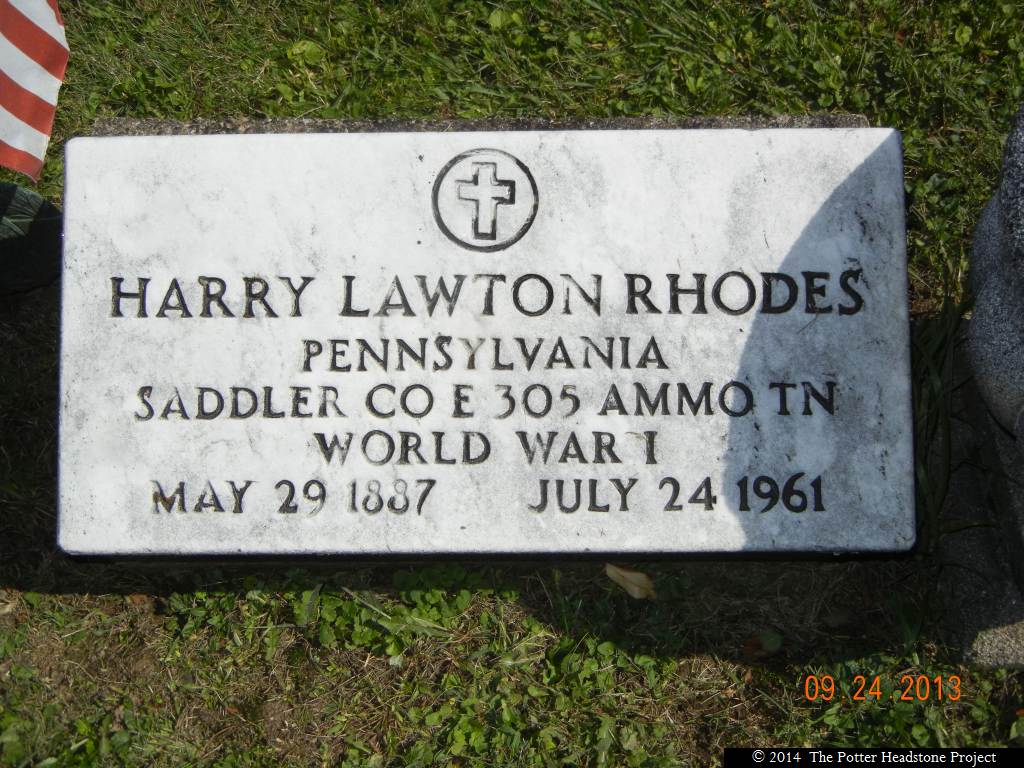 HARRY LAWTON RHODES
PENNSYLVANIA
SADDLER CO E 305 AMMO TN
WORLD WAR I
MAY 29 1887 JULY 24 1961
09.24.2013
© 2014 The Potter Headstone Project